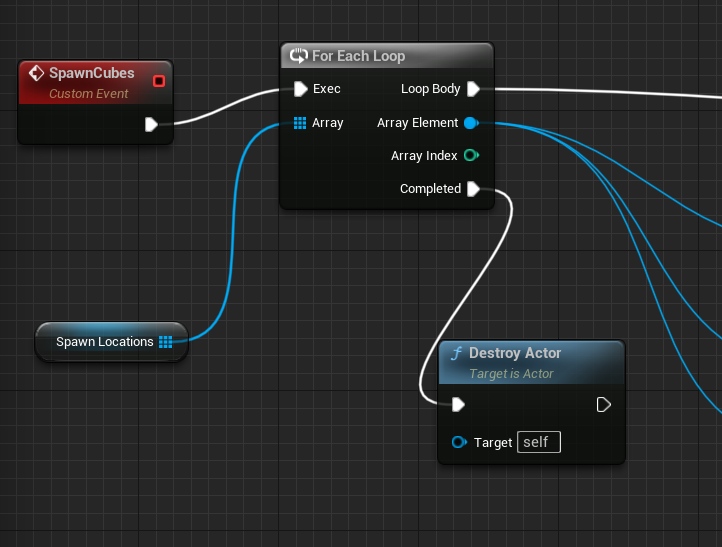 SpawnCubes
Custom Event
For Each Loop
Exec
Loop Body
Array
Array Element
Array Index
Completed
Spawn Locations
Destroy Actor
Target is Actor
Target self